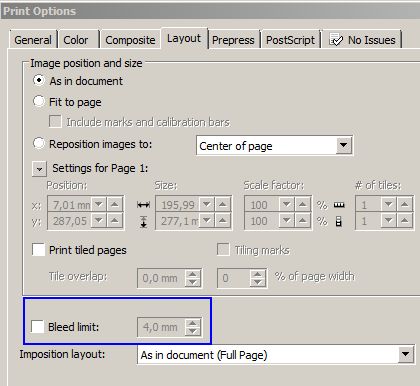 Print Options
General Color Composite Layout Prepress PostScript No Issues
Image position and size
As in document
Fit to page
Include marks and calibration bars
Reposition images to: Center of page
Settings for Page 1:
Position: Size: Scale factor: # of tiles:
x: 7,01 mm 195,99 100 % 1
y: 287,05 277,1 m 100 % 1
Print tiled pages Tiling marks
Tile overlap: 0,0 mm 0 % of page width
Bleed limit: 4,0 mm
Imposition layout: As in document (Full Page)